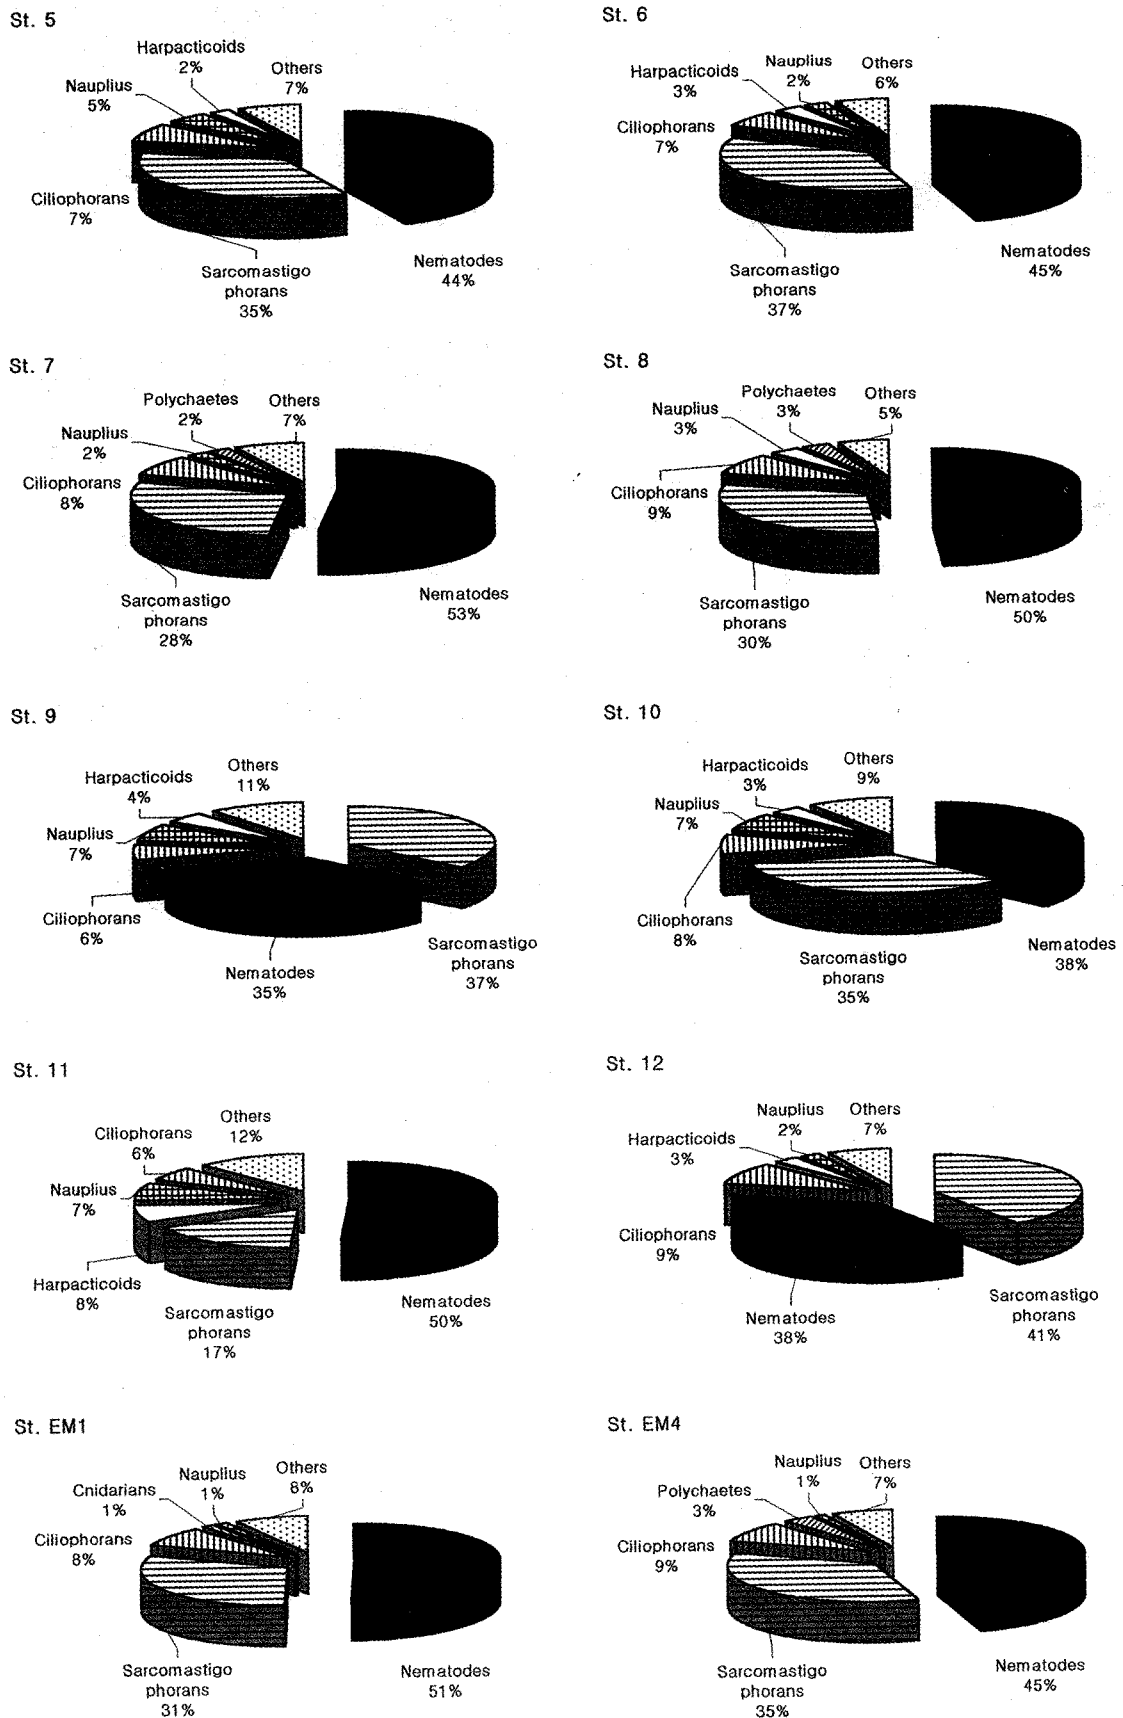 St. 5
Harpacticoids
2%
Others
7%
Nauplius
5%
Ciliophorans
7%
Sarcomastigo
phorans
35%
Nematodes
44%
St. 6
Nauplius
2%
Others
6%
Harpacticoids
3%
Ciliophorans
7%
Sarcomastigo
phorans
37%
Nematodes
45%
St. 7
Polychaetes
2%
Others
7%
Nauplius
2%
Ciliophorans
8%
Sarcomastigo
phorans
28%
Nematodes
53%
St. 8
Polychaetes
3%
Others
5%
Nauplius
3%
Ciliophorans
9%
Sarcomastigo
phorans
30%
Nematodes
50%
St. 9
Others
11%
Harpacticoids
4%
Nauplius
7%
Ciliophorans
6%
Nematodes
35%
Sarcomastigo
phorans
37%
St. 10
Others
9%
Harpacticoids
3%
Nauplius
7%
Ciliophorans
8%
Sarcomastigo
phorans
35%
Nematodes
38%
St. 11
Others
12%
Ciliophorans
6%
Nauplius
7%
Harpacticoids
8%
Sarcomastigo
phorans
17%
Nematodes
50%
St. 12
Nauplius
2%
Others
7%
Harpacticoids
3%
Ciliophorans
9%
Nematodes
38%
Sarcomastigo
phorans
41%
St. EM1
Others
8%
Nauplius
1%
Cnidarians
1%
Ciliophorans
8%
Sarcomastigo
phorans
31%
Nematodes
51%
St. EM4
Nauplius
1%
Others
7%
Polychaetes
3%
Ciliophorans
9%
Sarcomastigo
phorans
35%
Nematodes
45%